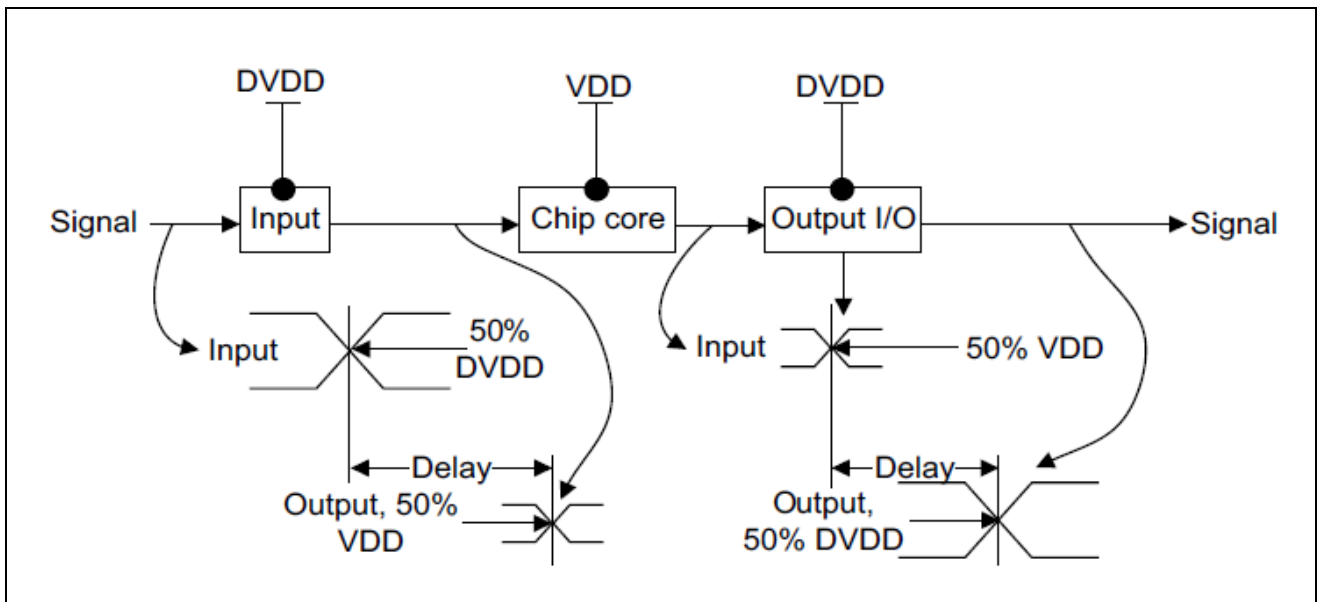 DVDD
VDD
DVDD
Signal
Input
Chip core
Output I/O
Signal
Input
50%
DVDD
Input
50% VDD
Delay
Output, 50%
VDD
Delay
Output,
50% DVDD